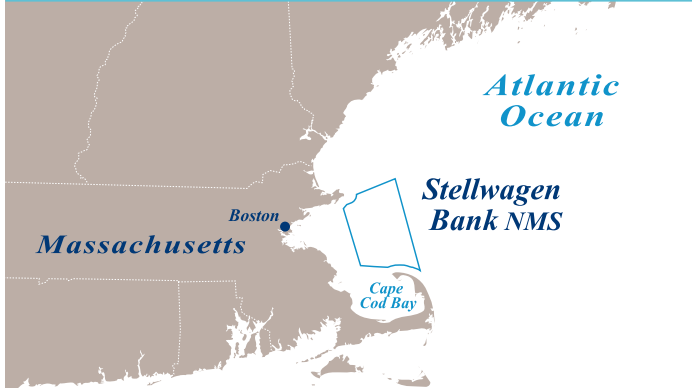 Atlantic
Ocean
Stellwagen
Bank NMS
Boston
Massachusetts
Cape
Cod Bay